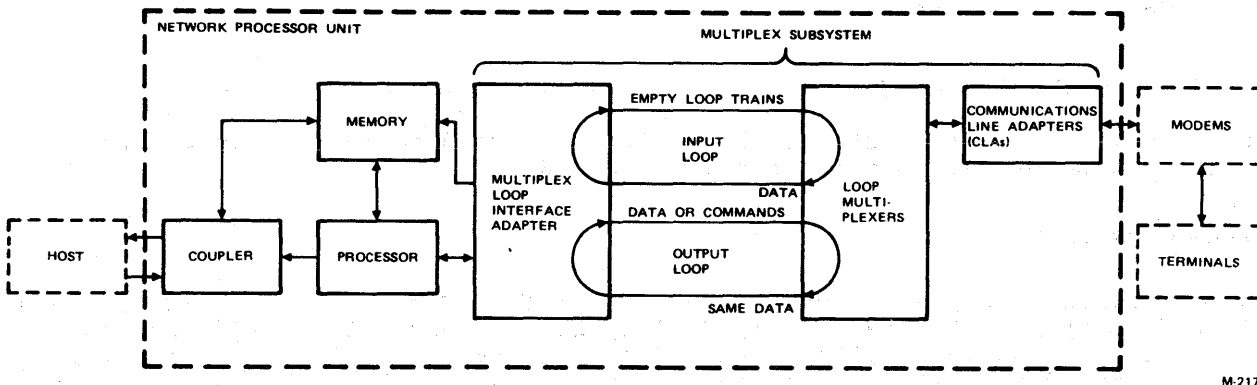 NETWORK PROCESSOR UNIT
MULTIPLEX SUBSYSTEM
MEMORY
EMPTY LOOP TRAINS
INPUT
LOOP
DATA
COMMUNICATIONS
LINE ADAPTERS
(CLAs)
MODEMS
MULTIPLEX
LOOP
INTERFACE
ADAPTER
LOOP
MULTI-
PLEXERS
DATA OR COMMANDS
HOST
COUPLER
PROCESSOR
OUTPUT
LOOP
SAME DATA
TERMINALS
M-217